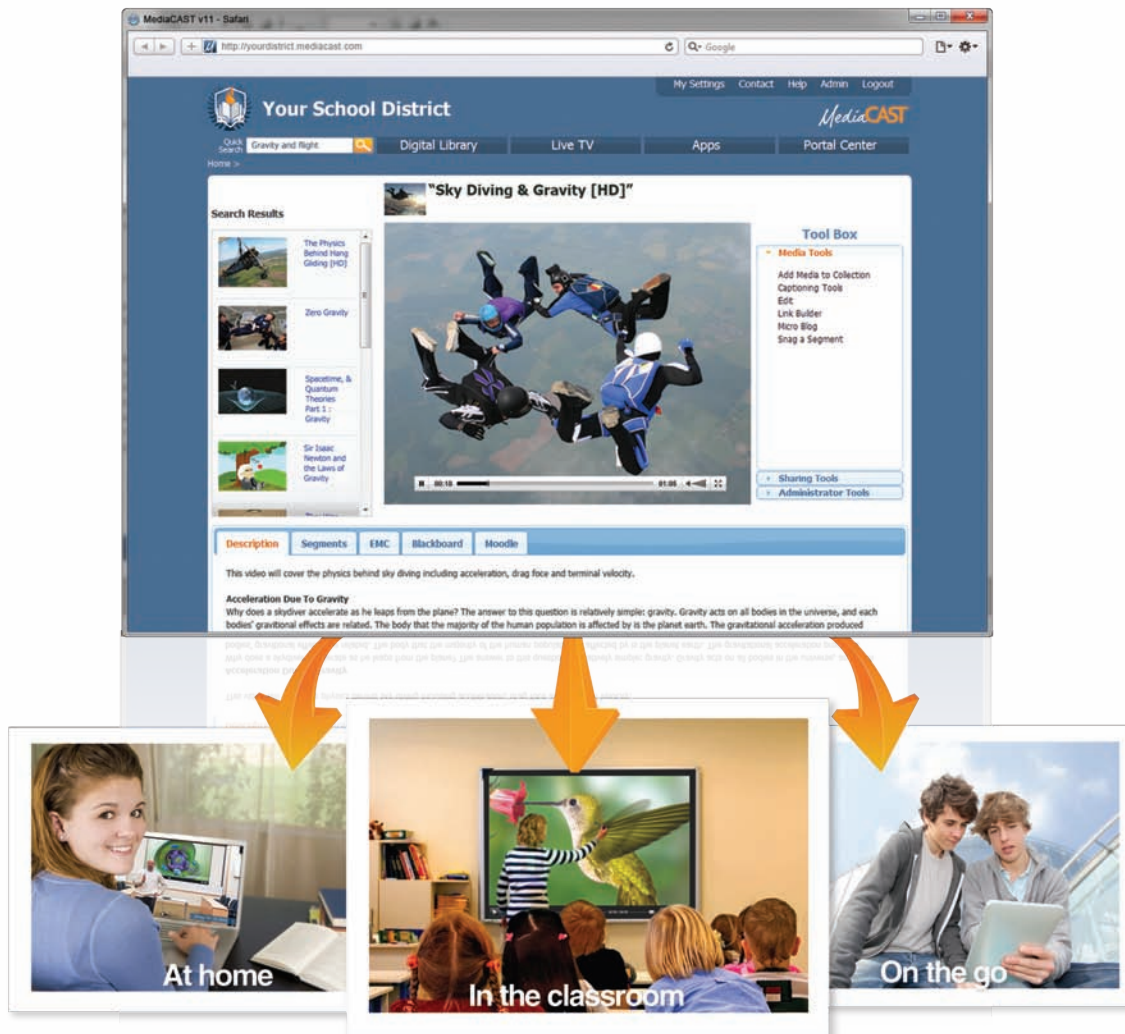 MediaCAST v11 - Safari
http://yourdistrict.mediacast.com
Google
My Settings Contact Help Admin Logout
Your School District
MediaCAST
Quick Search
Gravity and flight
Digital Library Live TV Apps Portal Center
Home >
"Sky Diving & Gravity [HD]"
Search Results
The Physics
Behind Hang
Gliding [HD]
Zero Gravity
Spacetime, &
Quantum
Theories
Part 1 :
Gravity
Sir Isaac
Newton and
the Laws of
Gravity
00:18
01:05
Tool Box
Media Tools
Add Media to Collection
Captioning Tools
Edit
Link Builder
Micro Blog
Snag a Segment
Sharing Tools
Administrator Tools
Description Segments EMC Blackboard Moodle
This video will cover the physics behind sky diving including acceleration, drag foce and terminal velocity.
Acceleration Due To Gravity
Why does a skydiver accelerate as he leaps from the plane? The answer to this question is relatively simple: gravity. Gravity acts on all bodies in the universe, and each
bodies' gravitional effects are related. The body that the majority of the human population is affected by is the planet earth. The gravitational acceleration produced
At home
In the classroom
On the go